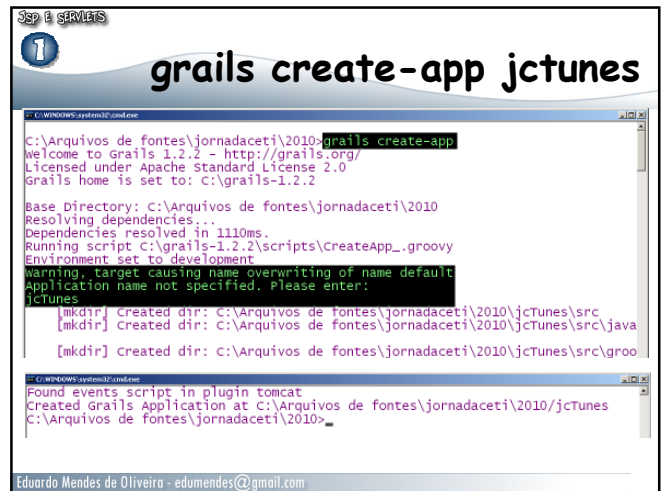 JSP E SERVLETS
1
grails create-app jctunes
C:\WINDOWS\system32\cmd.exe
C:\Arquivos de fontes\jornadaceti\2010>grails create-app
Welcome to Grails 1.2.2 - http://grails.org/
Licensed under Apache Standard License 2.0
Grails home is set to: C:\grails-1.2.2
Base Directory: C:\Arquivos de fontes\jornadaceti\2010
Resolving dependencies...
Dependencies resolved in 1110ms.
Running script C:\grails-1.2.2\scripts\CreateApp_.groovy
Environment set to development
Warning, target causing name overwriting of name default
Application name not specified. Please enter:
jcTunes
[mkdir] Created dir: C:\Arquivos de fontes\jornadaceti\2010\jcTunes\src
[mkdir] Created dir: C:\Arquivos de fontes\jornadaceti\2010\jcTunes\src\java
[mkdir] Created dir: C:\Arquivos de fontes\jornadaceti\2010\jcTunes\src\groo
C:\WINDOWS\system32\cmd.exe
Found events script in plugin tomcat
Created Grails Application at C:\Arquivos de fontes\jornadaceti\2010/jcTunes
C:\Arquivos de fontes\jornadaceti\2010>_
Eduardo Mendes de Oliveira - edumendes@gmail.com